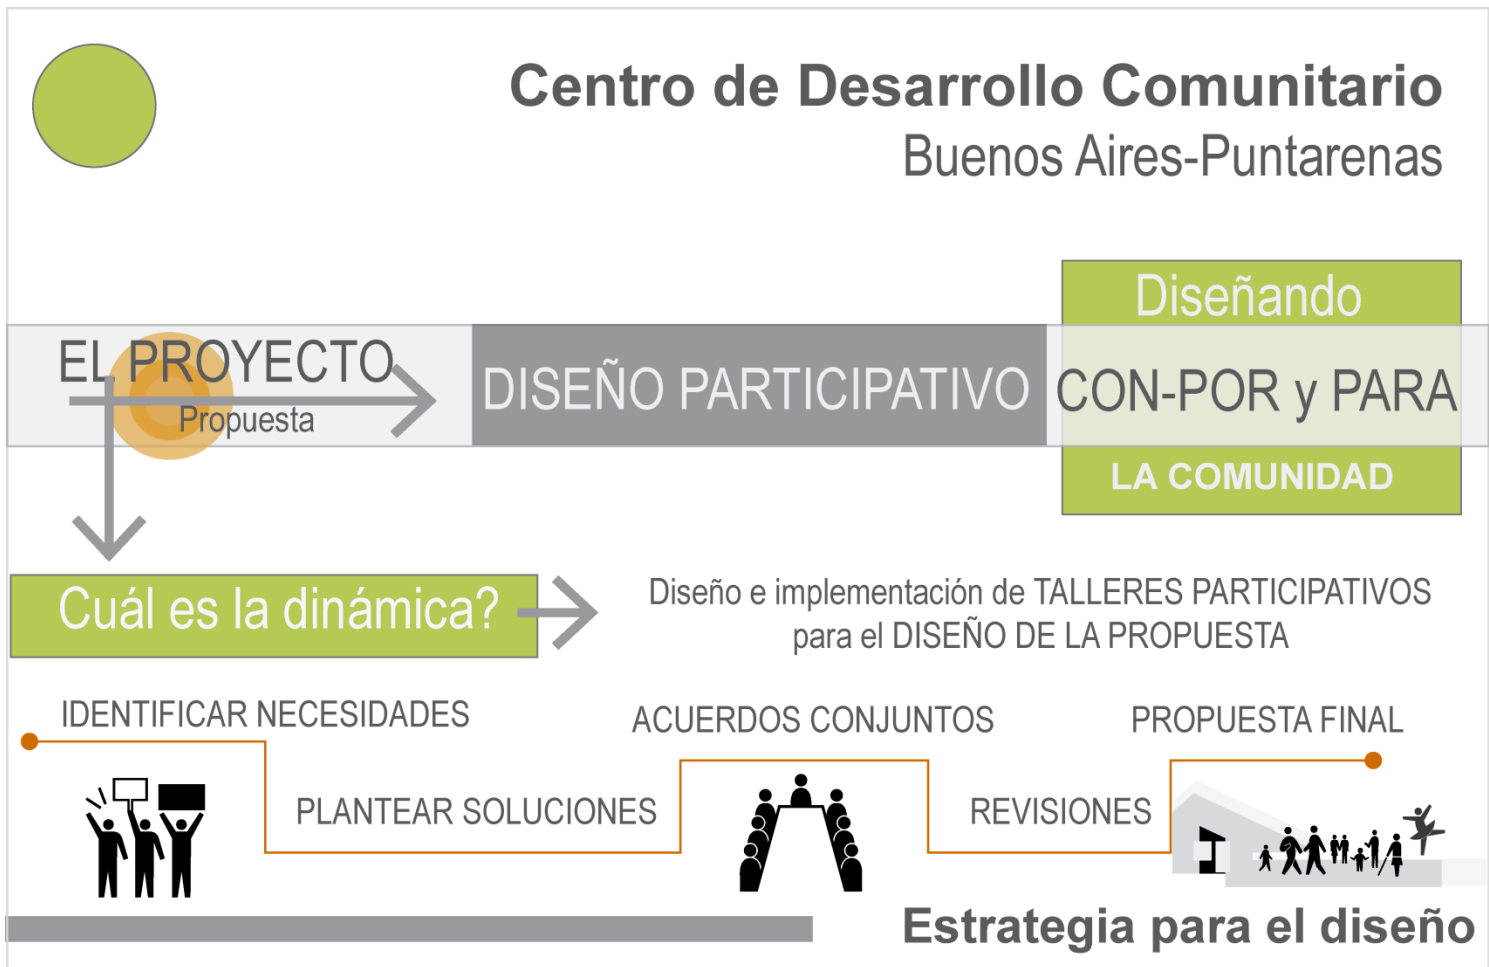 Centro de Desarrollo Comunitario
Buenos Aires-Puntarenas
Diseñando
EL PROYECTO
Propuesta
DISEÑO PARTICIPATIVO
CON-POR y PARA
LA COMUNIDAD
Cuál es la dinámica?
Diseño e implementación de TALLERES PARTICIPATIVOS
para el DISEÑO DE LA PROPUESTA
IDENTIFICAR NECESIDADES
PLANTEAR SOLUCIONES
ACUERDOS CONJUNTOS
REVISIONES
PROPUESTA FINAL
Estrategia para el diseño